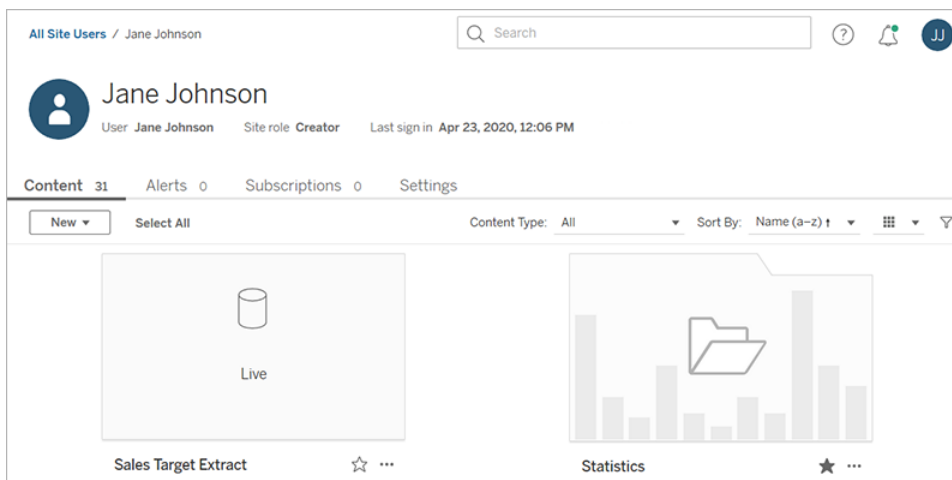 All Site Users / Jane Johnson
Search
?
JJ
Jane Johnson
User Jane Johnson Site role Creator Last sign in Apr 23, 2020, 12:06 PM
Content 31 Alerts 0 Subscriptions 0 Settings
New Select All Content Type: All Sort By: Name (a–z)
Live
Sales Target Extract
Statistics